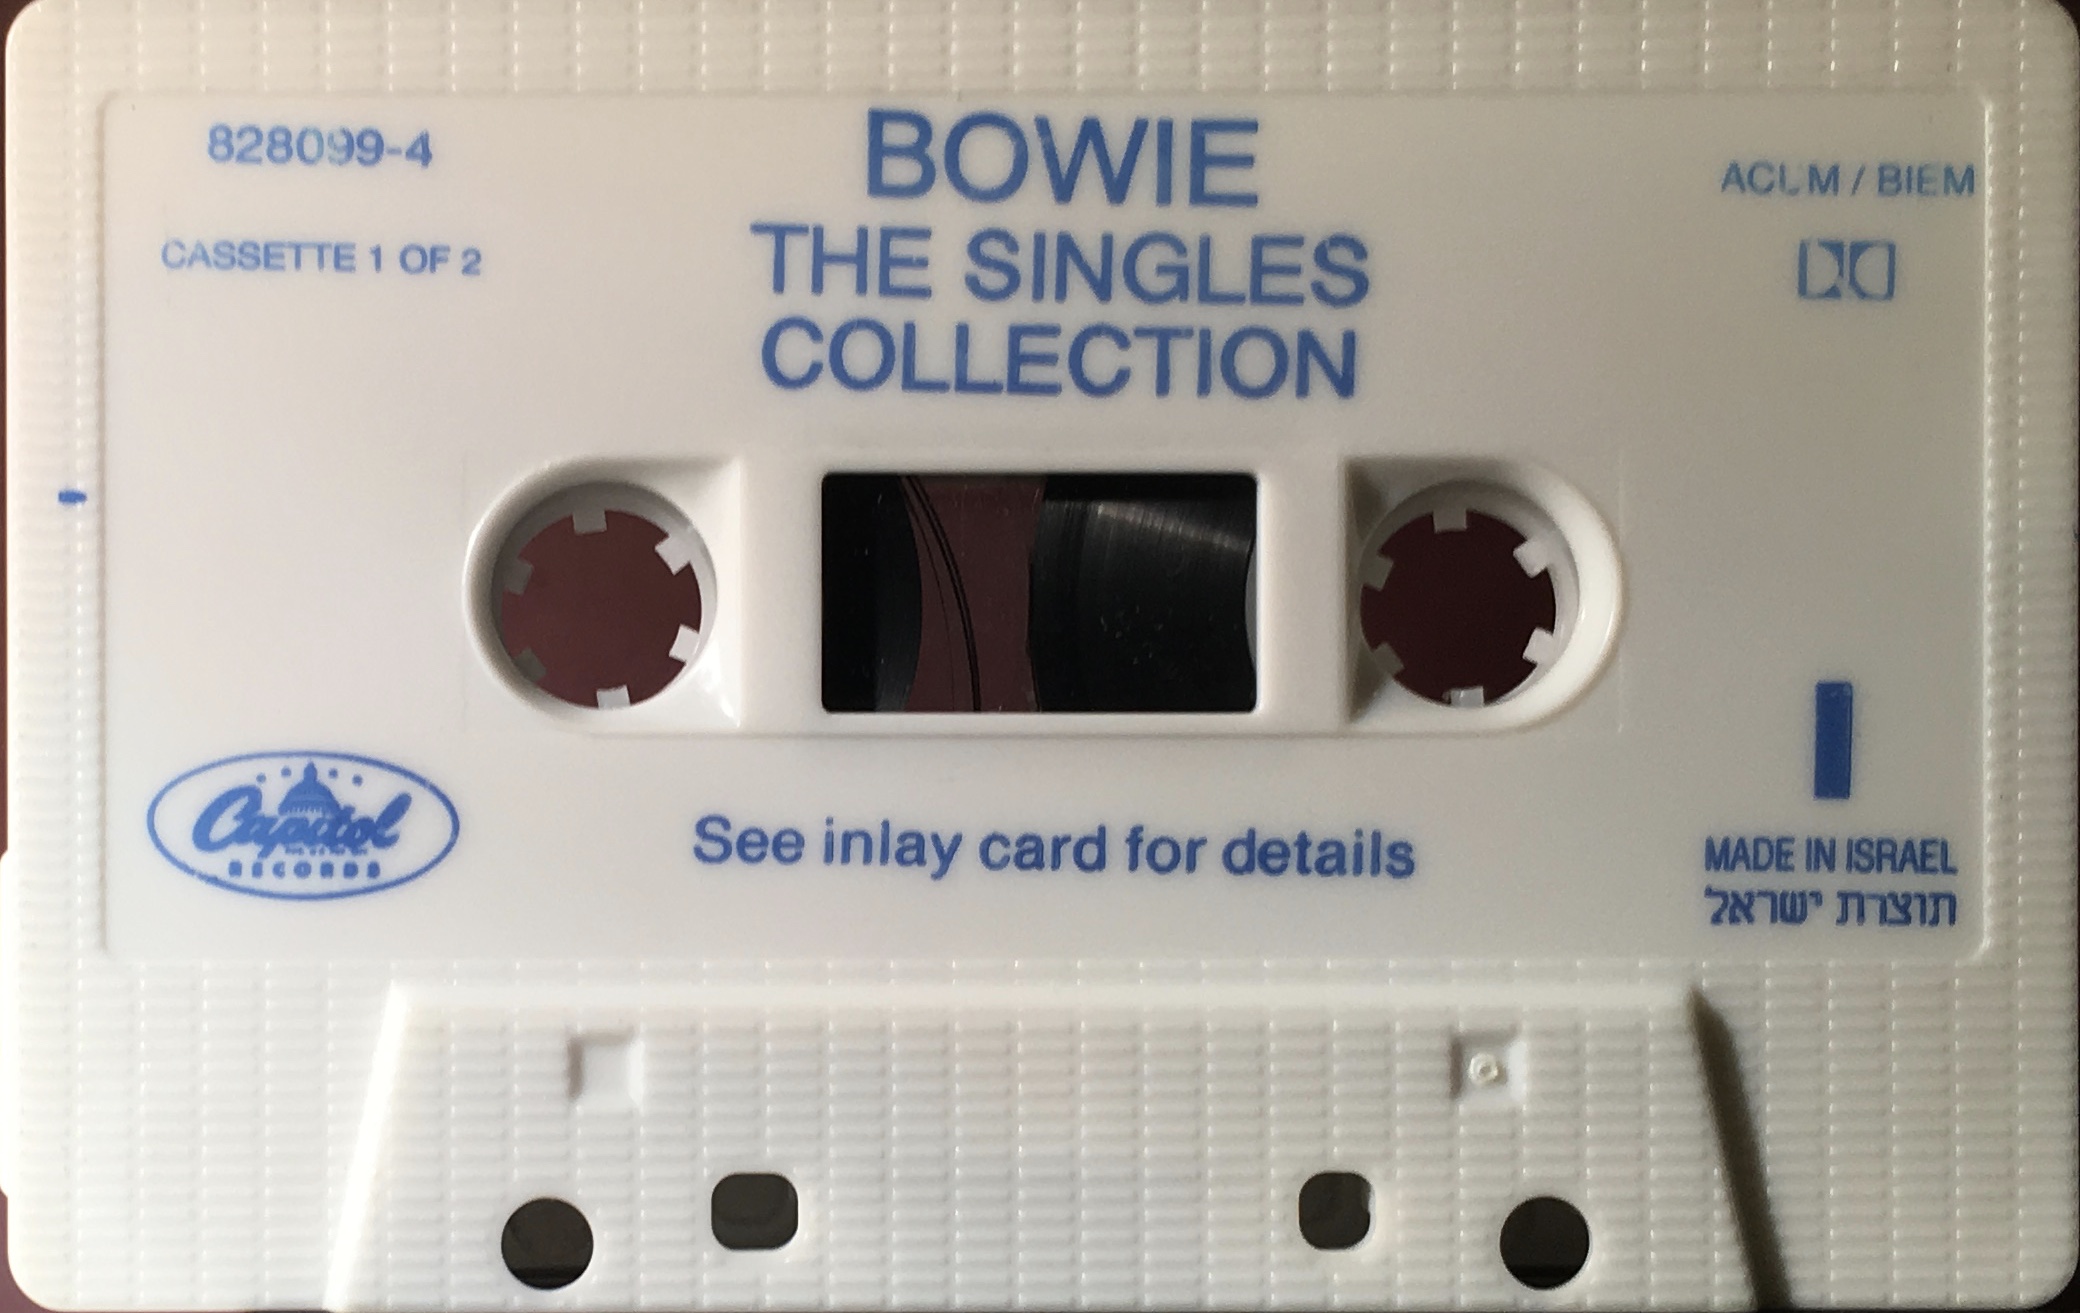 828099-4
CASSETTE 1 OF 2
BOWIE
THE SINGLES
COLLECTION
ACUM / BIEM
Capitol
RECORDS
See inlay card for details
MADE IN ISRAEL
תוצרת ישראל